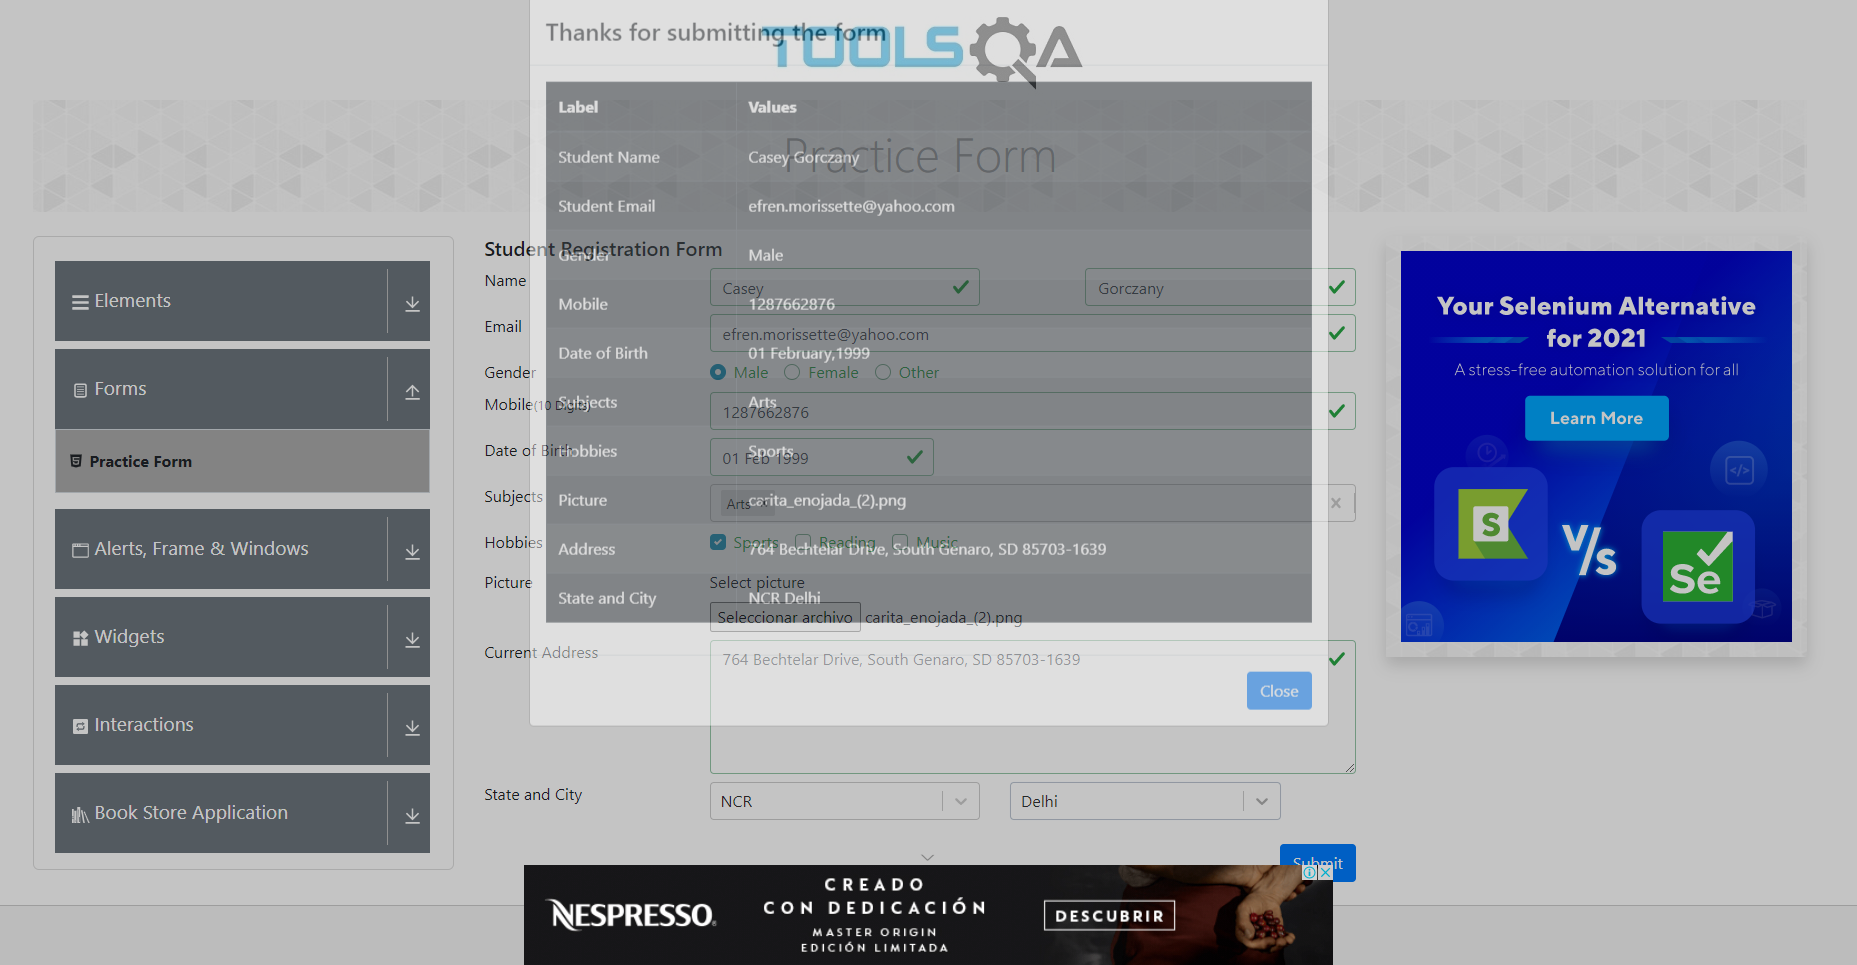 TOOLSQA
Practice Form
Thanks for submitting the form
Label Values
Student Name Casey Gorczany
Student Email efren.morissette@yahoo.com
Gender Male
Mobile 1287662876
Date of Birth 01 February,1999
Subjects Arts
Hobbies Sports
Picture carita_enojada_(2).png
Address 764 Bechtelar Drive, South Genaro, SD 85703-1639
State and City NCR Delhi
Close
Elements
Forms
Practice Form
Alerts, Frame & Windows
Widgets
Interactions
Book Store Application
Student Registration Form
Name Casey Gorczany
Email efren.morissette@yahoo.com
Gender Male Female Other
Mobile(10 Digits) 1287662876
Date of Birth 01 Feb 1999
Subjects Arts
Hobbies Sports Reading Music
Picture Select picture
Seleccionar archivo carita_enojada_(2).png
Current Address 764 Bechtelar Drive, South Genaro, SD 85703-1639
State and City NCR Delhi
Submit
Your Selenium Alternative
for 2021
A stress-free automation solution for all
Learn More
S
V/s
Se
NESPRESSO
CREADO
CON DEDICACIÓN
MASTER ORIGIN
EDICIÓN LIMITADA
DESCUBRIR